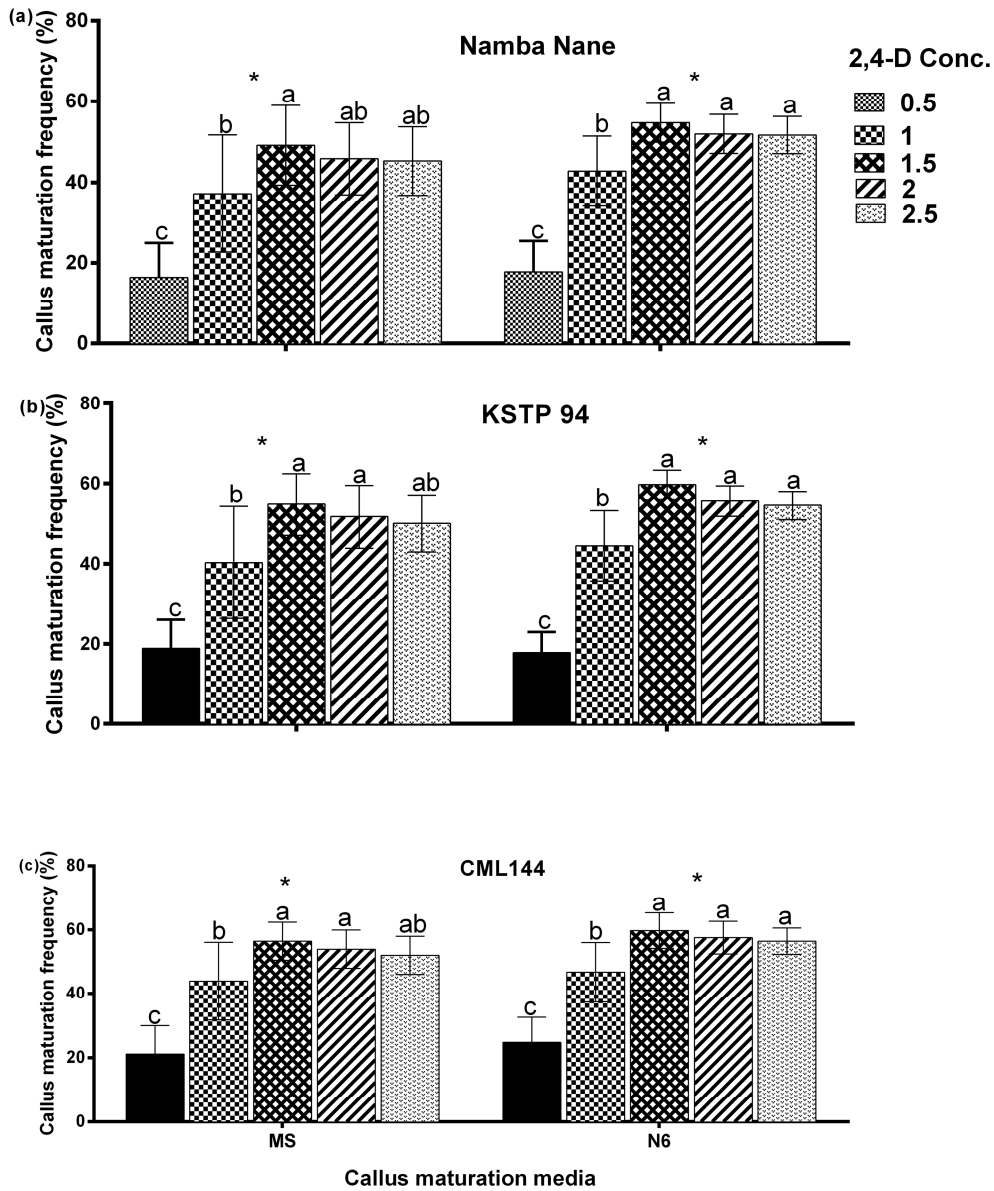 (a)
Callus maturation frequency (%)
80
60
40
20
0
Namba Nane
*
*
c
b
a
ab
ab
c
b
a
a
a
2,4-D Conc.
0.5
1
1.5
2
2.5
(b)
Callus maturation frequency (%)
80
60
40
20
0
KSTP 94
*
*
c
b
a
a
ab
c
b
a
a
a
(c)
Callus maturation frequency (%)
80
60
40
20
0
CML144
*
*
c
b
a
a
ab
c
b
a
a
a
MS
N6
Callus maturation media